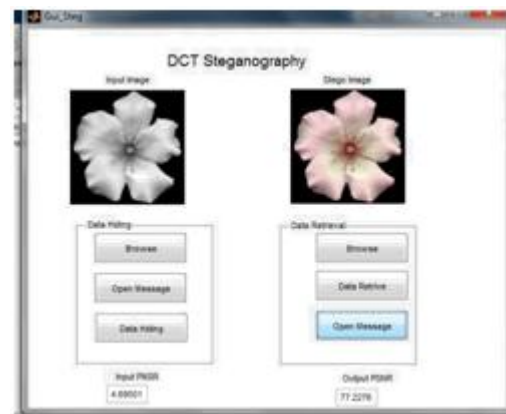 Gui_Steg
DCT Steganography
Input Image
Stego Image
Data Hiding
Browse
Open Message
Data Hiding
Data Retrieval
Browse
Data Retrive
Open Message
Input PNSR
4.69001
Output PSNR
77.2276